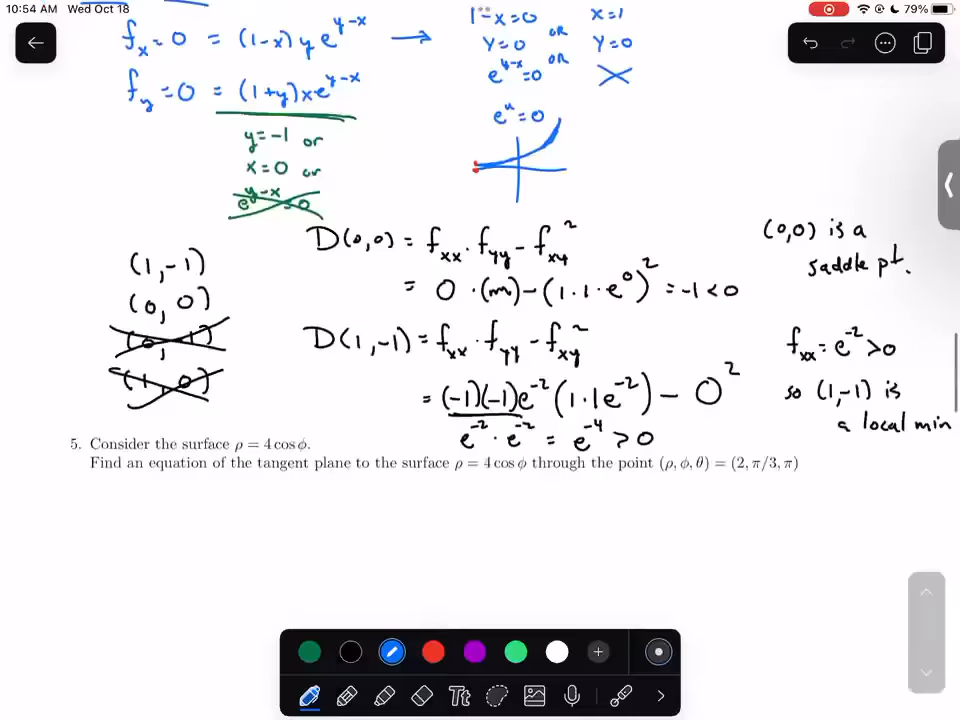 10:54 AM Wed Oct 18 79%
f_x = 0 = (1-x) y e^{y-x} →
f_y = 0 = (1+y) x e^{y-x}
y = -1 or
x = 0 or
e^{y-x} = 0
1-x=0 OR
y=0 OR
e^{y-x}=0
x=1
y=0
e^u = 0
(1, -1)
(0, 0)
(0, -1)
(1, 0)
D(0,0) = f_xx · f_yy - f_xy^2
= 0 · ( ) - (1·1·e^0)^2 = -1 < 0
(0,0) is a
saddle pt.
D(1,-1) = f_xx · f_yy - f_xy^2
= (-1)(-1)e^{-2} (1·1e^{-2}) - 0^2
e^{-2} · e^{-2} = e^{-4} > 0
f_xx = e^{-2} > 0
so (1,-1) is
a local min
5. Consider the surface ρ = 4 cos ϕ.
Find an equation of the tangent plane to the surface ρ = 4 cos ϕ through the point (ρ, ϕ, θ) = (2, π/3, π)
Tt